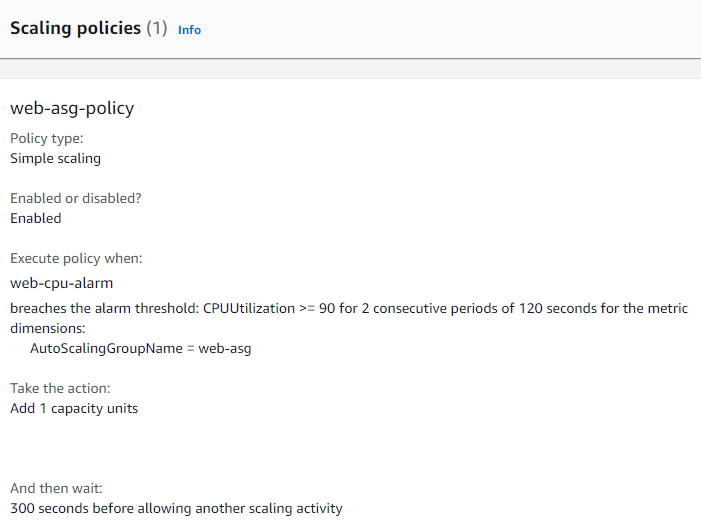 Scaling policies (1) Info
web-asg-policy
Policy type:
Simple scaling
Enabled or disabled?
Enabled
Execute policy when:
web-cpu-alarm
breaches the alarm threshold: CPUUtilization >= 90 for 2 consecutive periods of 120 seconds for the metric
dimensions:
AutoScalingGroupName = web-asg
Take the action:
Add 1 capacity units
And then wait:
300 seconds before allowing another scaling activity